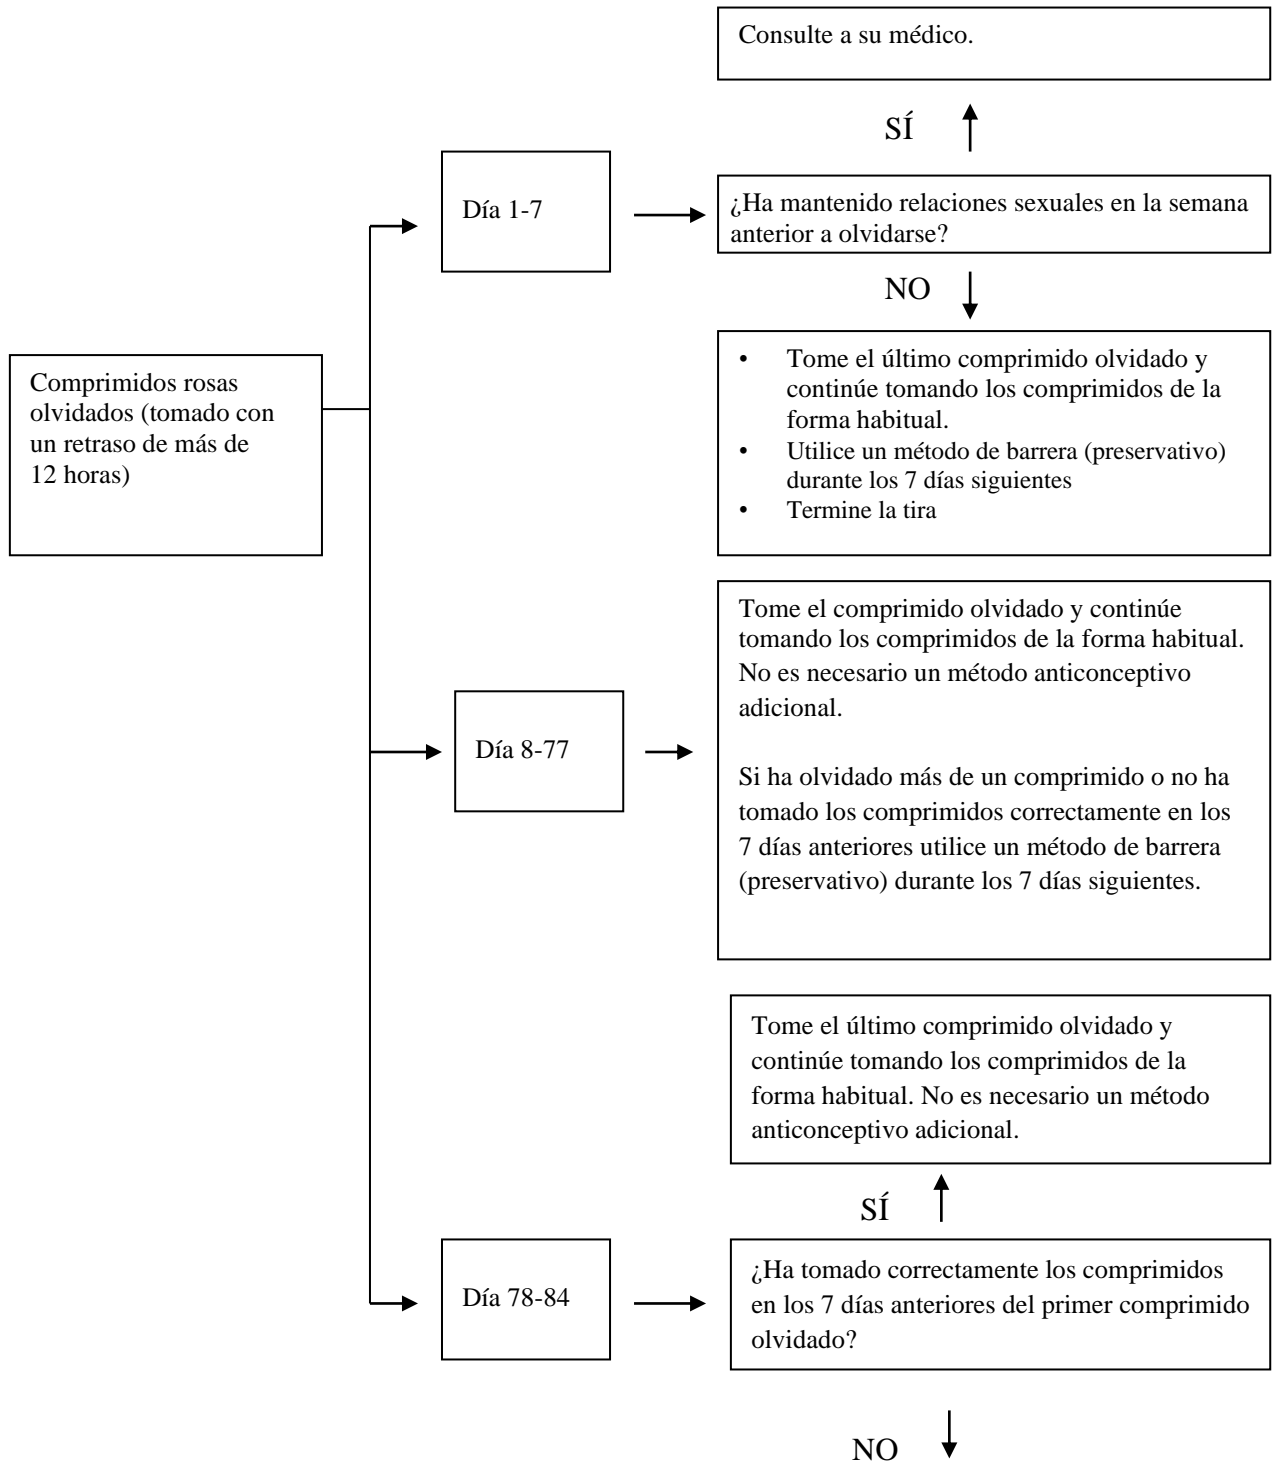 Consulte a su médico.
SÍ
Día 1-7
¿Ha mantenido relaciones sexuales en la semana
anterior a olvidarse?
NO
Comprimidos rosas
olvidados (tomado con
un retraso de más de
12 horas)
• Tome el último comprimido olvidado y
continúe tomando los comprimidos de la
forma habitual.
• Utilice un método de barrera (preservativo)
durante los 7 días siguientes
• Termine la tira
Día 8-77
Tome el comprimido olvidado y continúe
tomando los comprimidos de la forma habitual.
No es necesario un método anticonceptivo
adicional.
Si ha olvidado más de un comprimido o no ha
tomado los comprimidos correctamente en los
7 días anteriores utilice un método de barrera
(preservativo) durante los 7 días siguientes.
Tome el último comprimido olvidado y
continúe tomando los comprimidos de la
forma habitual. No es necesario un método
anticonceptivo adicional.
SÍ
Día 78-84
¿Ha tomado correctamente los comprimidos
en los 7 días anteriores del primer comprimido
olvidado?
NO